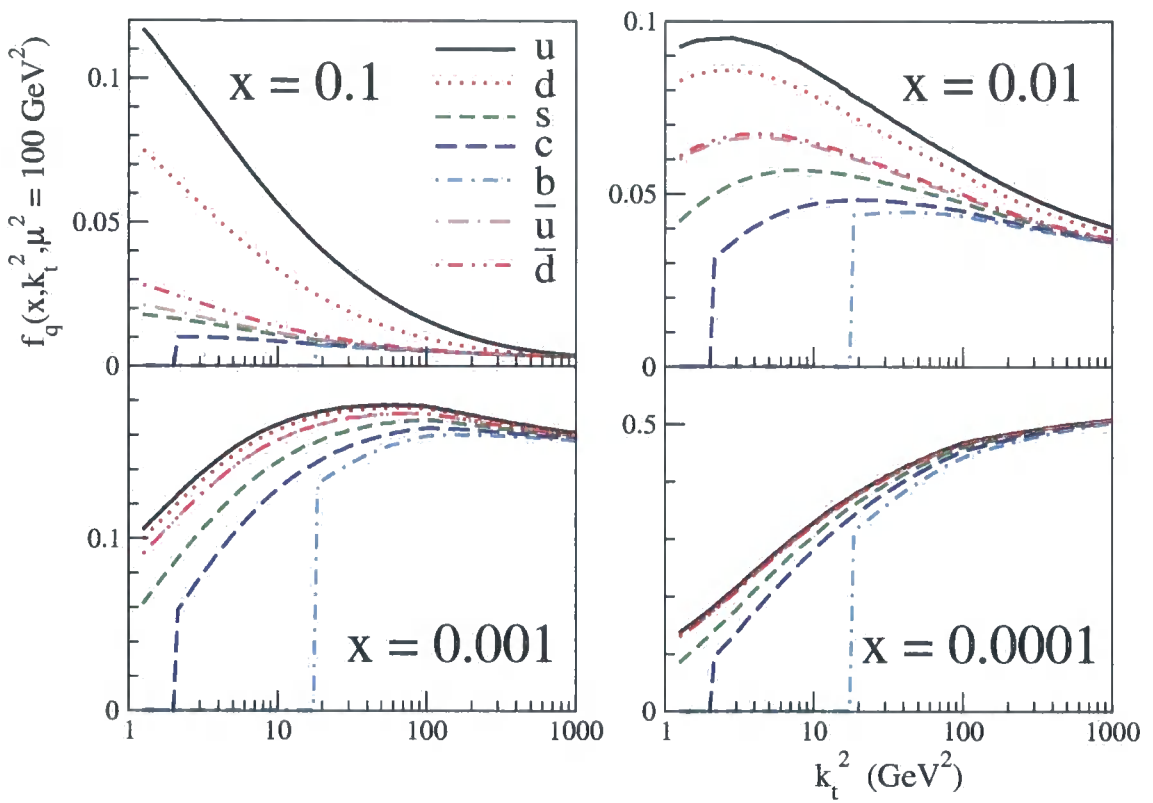 f_q(x,k_t^2,μ^2 = 100 GeV^2)
0.1
0.05
0
x = 0.1
u
d
s
c
b
u̅
d̅
0.1
0.05
0
x = 0.01
0.1
0
x = 0.001
1 10 100 1000
0.5
0
x = 0.0001
1 10 100 1000
k_t^2 (GeV^2)